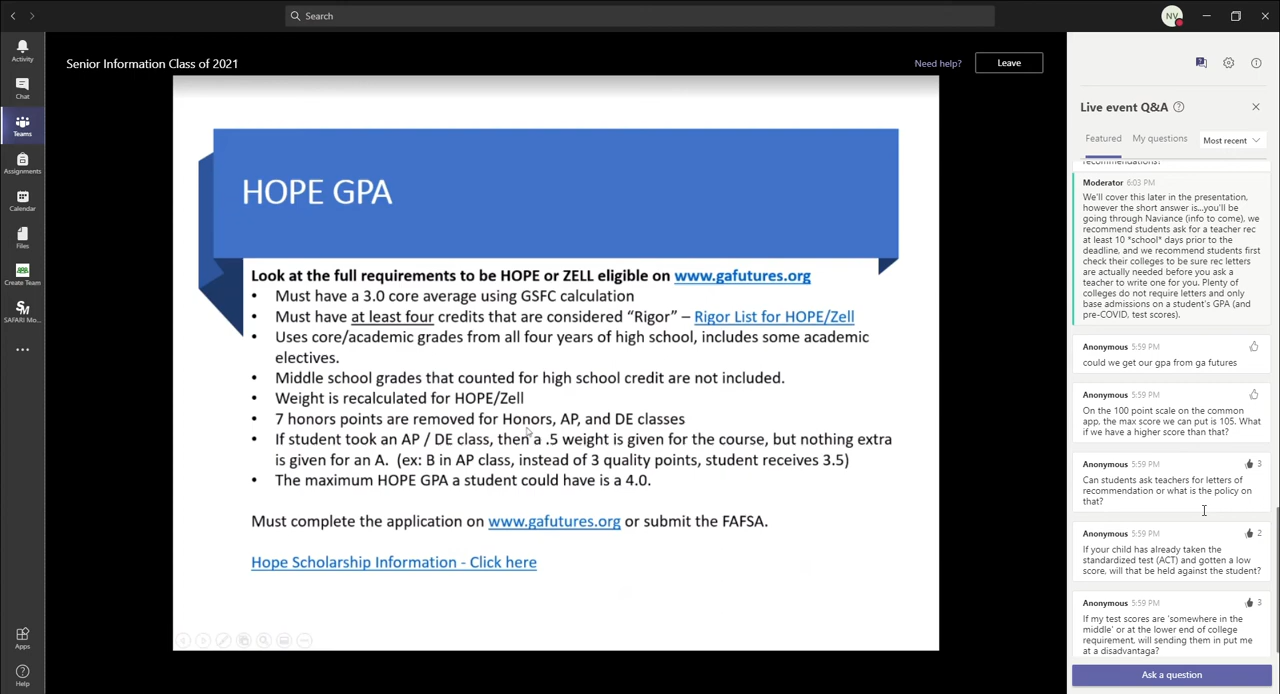 Search
NV
Activity
Chat
Teams
Assignments
Calendar
Files
Create Team
SAFARI Mo...
Apps
Help
Senior Information Class of 2021
Need help?
Leave
HOPE GPA
Look at the full requirements to be HOPE or ZELL eligible on www.gafutures.org
• Must have a 3.0 core average using GSFC calculation
• Must have at least four credits that are considered “Rigor” – Rigor List for HOPE/Zell
• Uses core/academic grades from all four years of high school, includes some academic
electives.
• Middle school grades that counted for high school credit are not included.
• Weight is recalculated for HOPE/Zell
• 7 honors points are removed for Honors, AP, and DE classes
• If student took an AP / DE class, then a .5 weight is given for the course, but nothing extra
is given for an A. (ex: B in AP class, instead of 3 quality points, student receives 3.5)
• The maximum HOPE GPA a student could have is a 4.0.
Must complete the application on www.gafutures.org or submit the FAFSA.
Hope Scholarship Information - Click here
Live event Q&A
Featured My questions Most recent
recommendations?
Moderator 6:03 PM
We'll cover this later in the presentation,
however the short answer is...you'll be
going through Naviance (info to come), we
recommend students ask for a teacher rec
at least 10 *school* days prior to the
deadline, and we recommend students first
check their colleges to be sure rec letters
are actually needed before you ask a
teacher to write one for you. Plenty of
colleges do not require letters and only
base admissions on a student's GPA (and
pre-COVID, test scores).
Anonymous 5:59 PM
could we get our gpa from ga futures
Anonymous 5:59 PM
On the 100 point scale on the common
app, the max score we can put is 105. What
if we have a higher score than that?
Anonymous 5:59 PM 3
Can students ask teachers for letters of
recommendation or what is the policy on
that?
Anonymous 5:59 PM 2
If your child has already taken the
standardized test (ACT) and gotten a low
score, will that be held against the student?
Anonymous 5:59 PM 3
If my test scores are 'somewhere in the
middle' or at the lower end of college
requirement, will sending them in put me
at a disadvantaga?
Ask a question